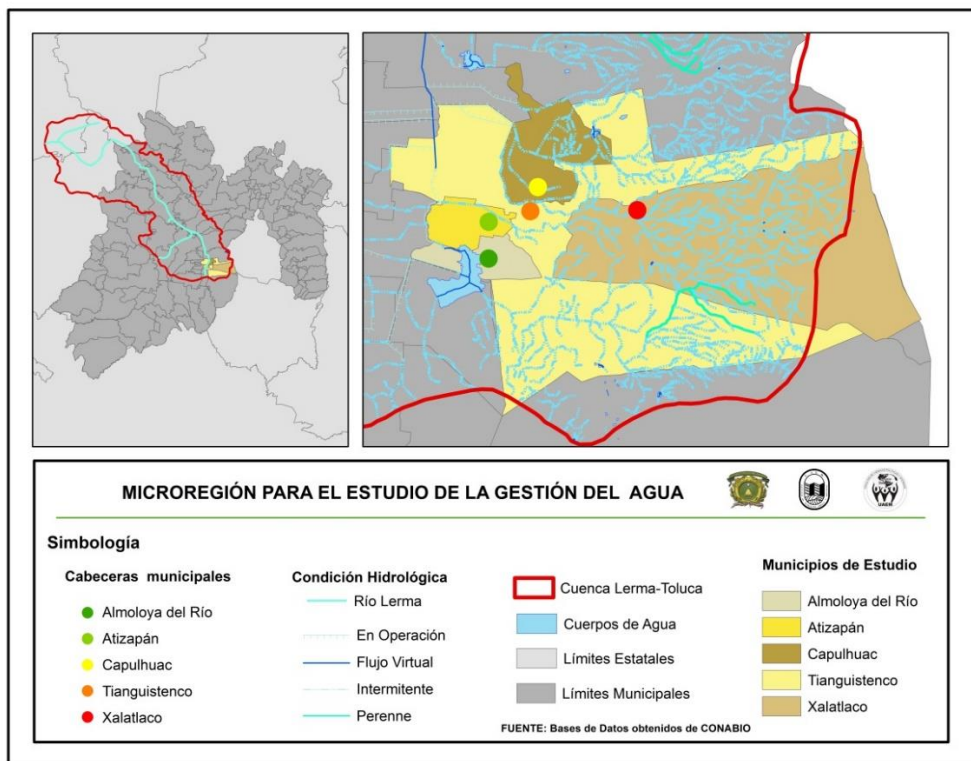 MICROREGIÓN PARA EL ESTUDIO DE LA GESTIÓN DEL AGUA
UAEM
Simbología
Cabeceras municipales
Almoloya del Río
Atizapán
Capulhuac
Tianguistenco
Xalatlaco
Condición Hidrológica
Río Lerma
En Operación
Flujo Virtual
Intermitente
Perenne
Cuenca Lerma-Toluca
Cuerpos de Agua
Límites Estatales
Límites Municipales
FUENTE: Bases de Datos obtenidos de CONABIO
Municipios de Estudio
Almoloya del Río
Atizapán
Capulhuac
Tianguistenco
Xalatlaco